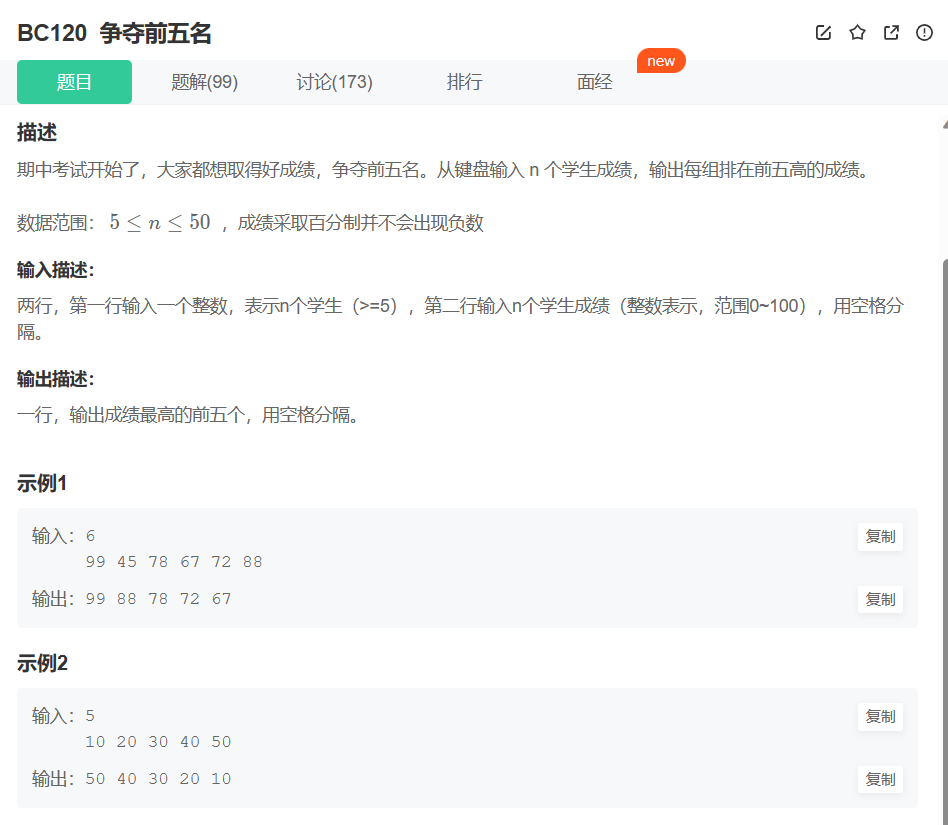 BC120 争夺前五名
题目 题解(99) 讨论(173) 排行 面经 new
描述
期中考试开始了，大家都想取得好成绩，争夺前五名。从键盘输入 n 个学生成绩，输出每组排在前五高的成绩。
数据范围： 5 ≤ n ≤ 50 ，成绩采取百分制并不会出现负数
输入描述：
两行，第一行输入一个整数，表示n个学生（>=5），第二行输入n个学生成绩（整数表示，范围0~100），用空格分
隔。
输出描述：
一行，输出成绩最高的前五个，用空格分隔。
示例1
输入：6 复制
99 45 78 67 72 88
输出：99 88 78 72 67 复制
示例2
输入：5 复制
10 20 30 40 50
输出：50 40 30 20 10 复制